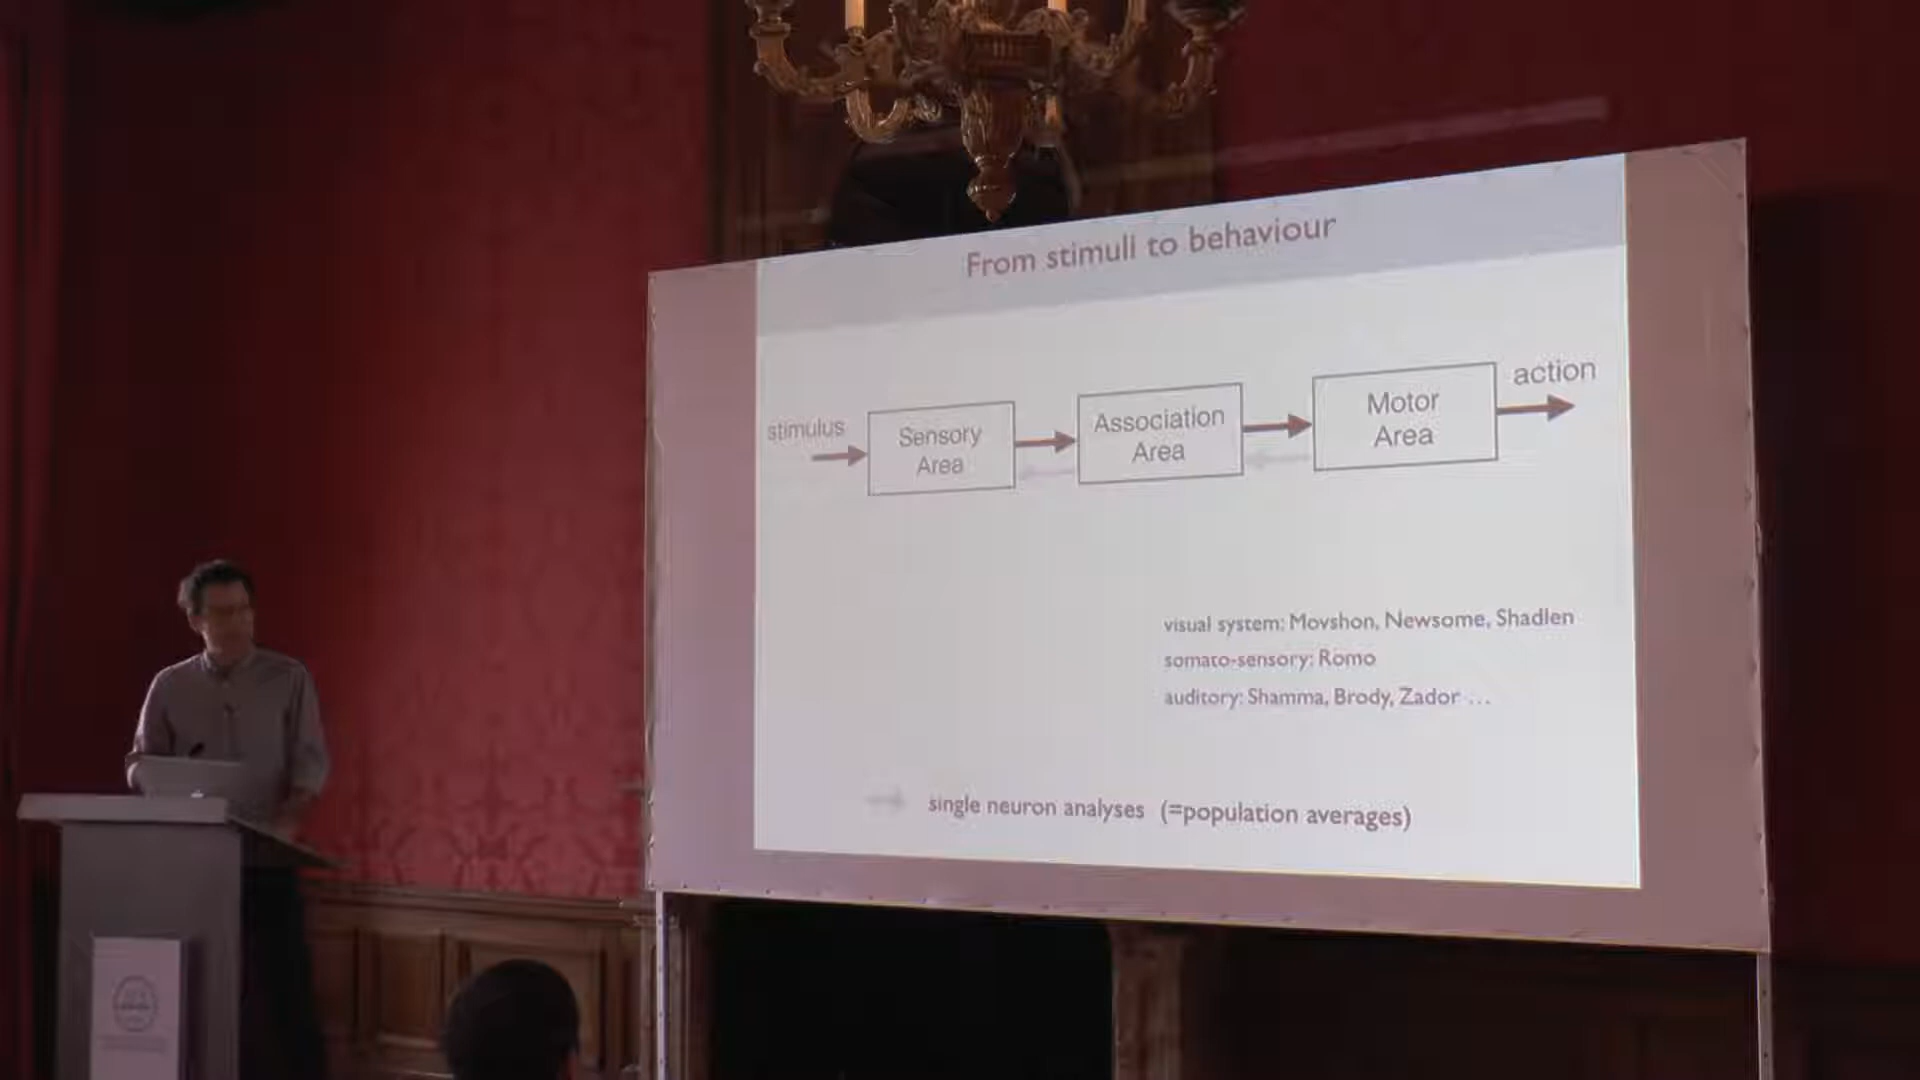 From stimuli to behaviour
stimulus
Sensory
Area
Association
Area
Motor
Area
action
visual system: Movshon, Newsome, Shadlen
somato-sensory: Romo
auditory: Shamma, Brody, Zador ...
single neuron analyses (=population averages)